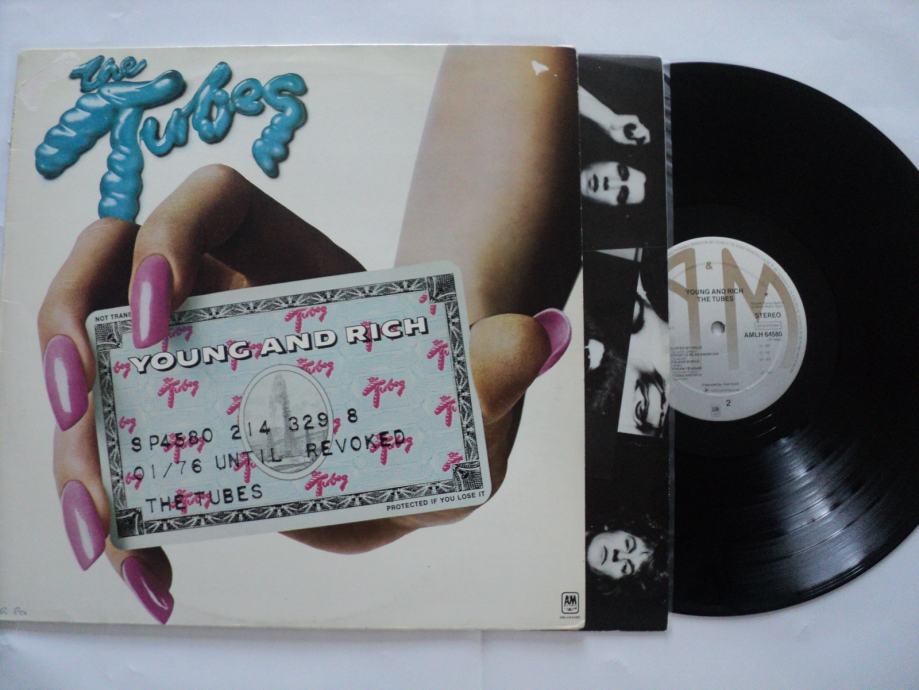 the
Tubes
NOT TRANS
YOUNG AND RICH
SP4580 214 329 8
01/76 UNTIL REVOKED
THE TUBES
PROTECTED IF YOU LOSE IT
AM
A&M
YOUNG AND RICH
THE TUBES
STEREO
AMLH 64580
2